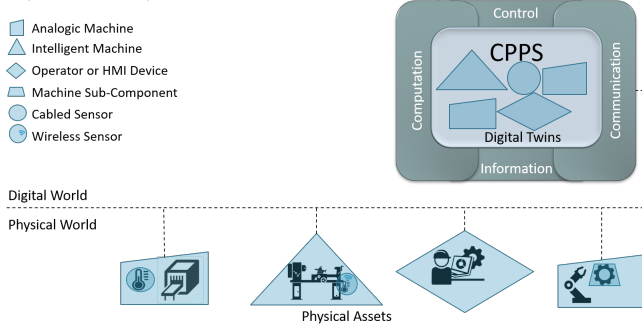 Analogic Machine
Intelligent Machine
Operator or HMI Device
Machine Sub-Component
Cabled Sensor
Wireless Sensor
Control
Computation
CPPS
Communication
Digital Twins
Information
Digital World
Physical World
Physical Assets